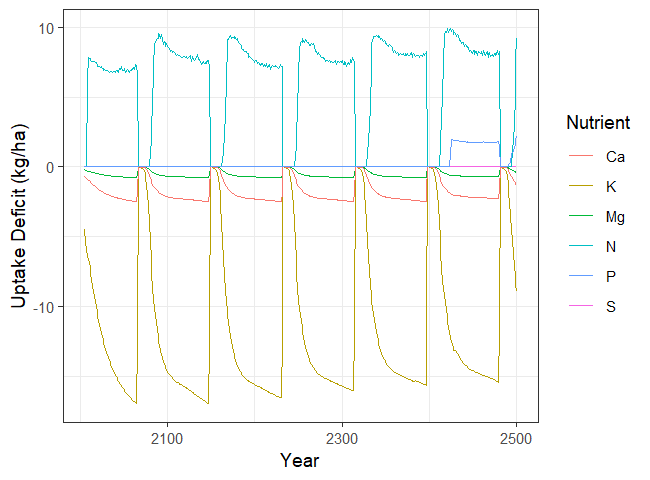 10
0
-10
Uptake Deficit (kg/ha)
2100
2300
2500
Year
Nutrient
Ca
K
Mg
N
P
S